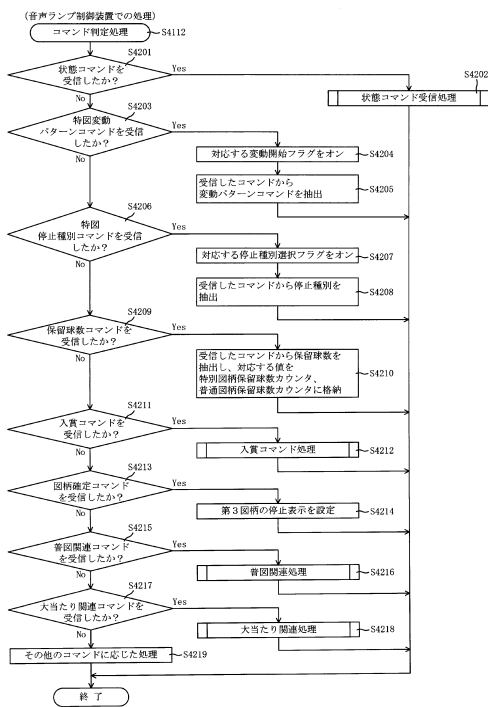 (音声ランプ制御装置での処理)
コマンド判定処理
S4112
S4201
状態コマンドを
受信したか?
Yes
No
S4202
状態コマンド受信処理
S4203
特図変動
パターンコマンドを受信
したか?
Yes
No
対応する変動開始フラグをオン
S4204
受信したコマンドから
変動パターンコマンドを抽出
S4205
S4206
特図
停止種別コマンドを受信
したか?
Yes
No
対応する停止種別選択フラグをオン
S4207
受信したコマンドから停止種別を
抽出
S4208
S4209
保留球数コマンドを
受信したか?
Yes
No
受信したコマンドから保留球数を
抽出し、対応する値を
特別図柄保留球数カウンタ、
普通図柄保留球数カウンタに格納
S4210
S4211
入賞コマンドを
受信したか?
Yes
No
入賞コマンド処理
S4212
S4213
図柄確定コマンド
を受信したか?
Yes
No
第3図柄の停止表示を設定
S4214
S4215
普図関連コマンド
を受信したか?
Yes
No
普図関連処理
S4216
S4217
大当たり関連コマンドを
受信したか?
Yes
No
大当たり関連処理
S4218
その他のコマンドに応じた処理
S4219
終了